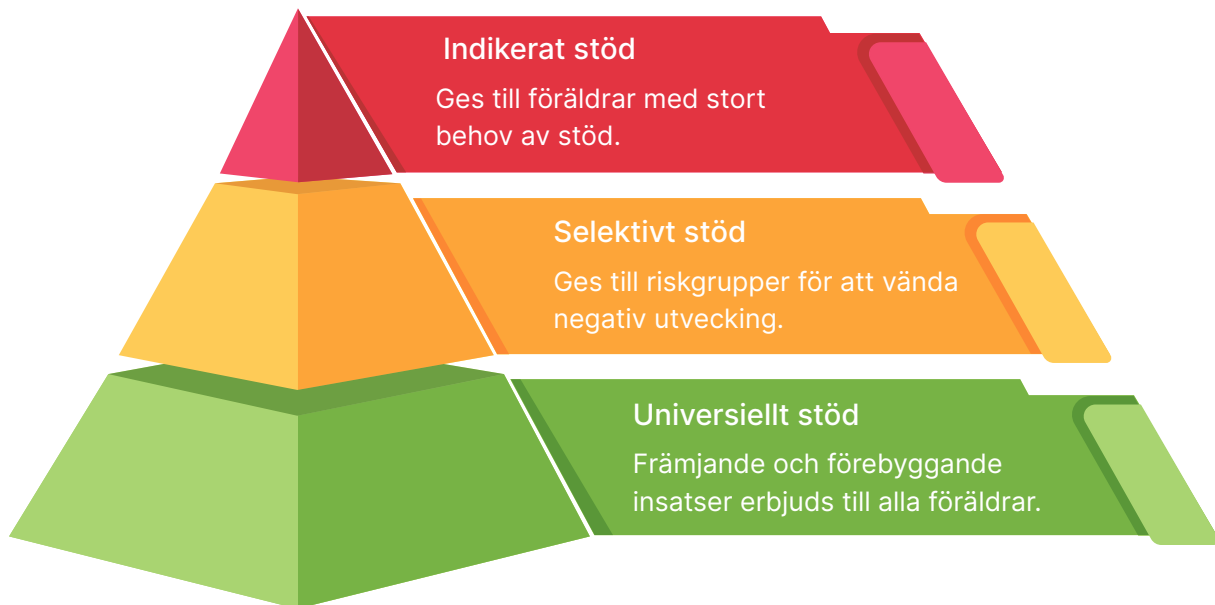 Indikerat stöd
Ges till föräldrar med stort
behov av stöd.
Selektivt stöd
Ges till riskgrupper för att vända
negativ utvecking.
Universiellt stöd
Främjande och förebyggande
insatser erbjuds till alla föräldrar.